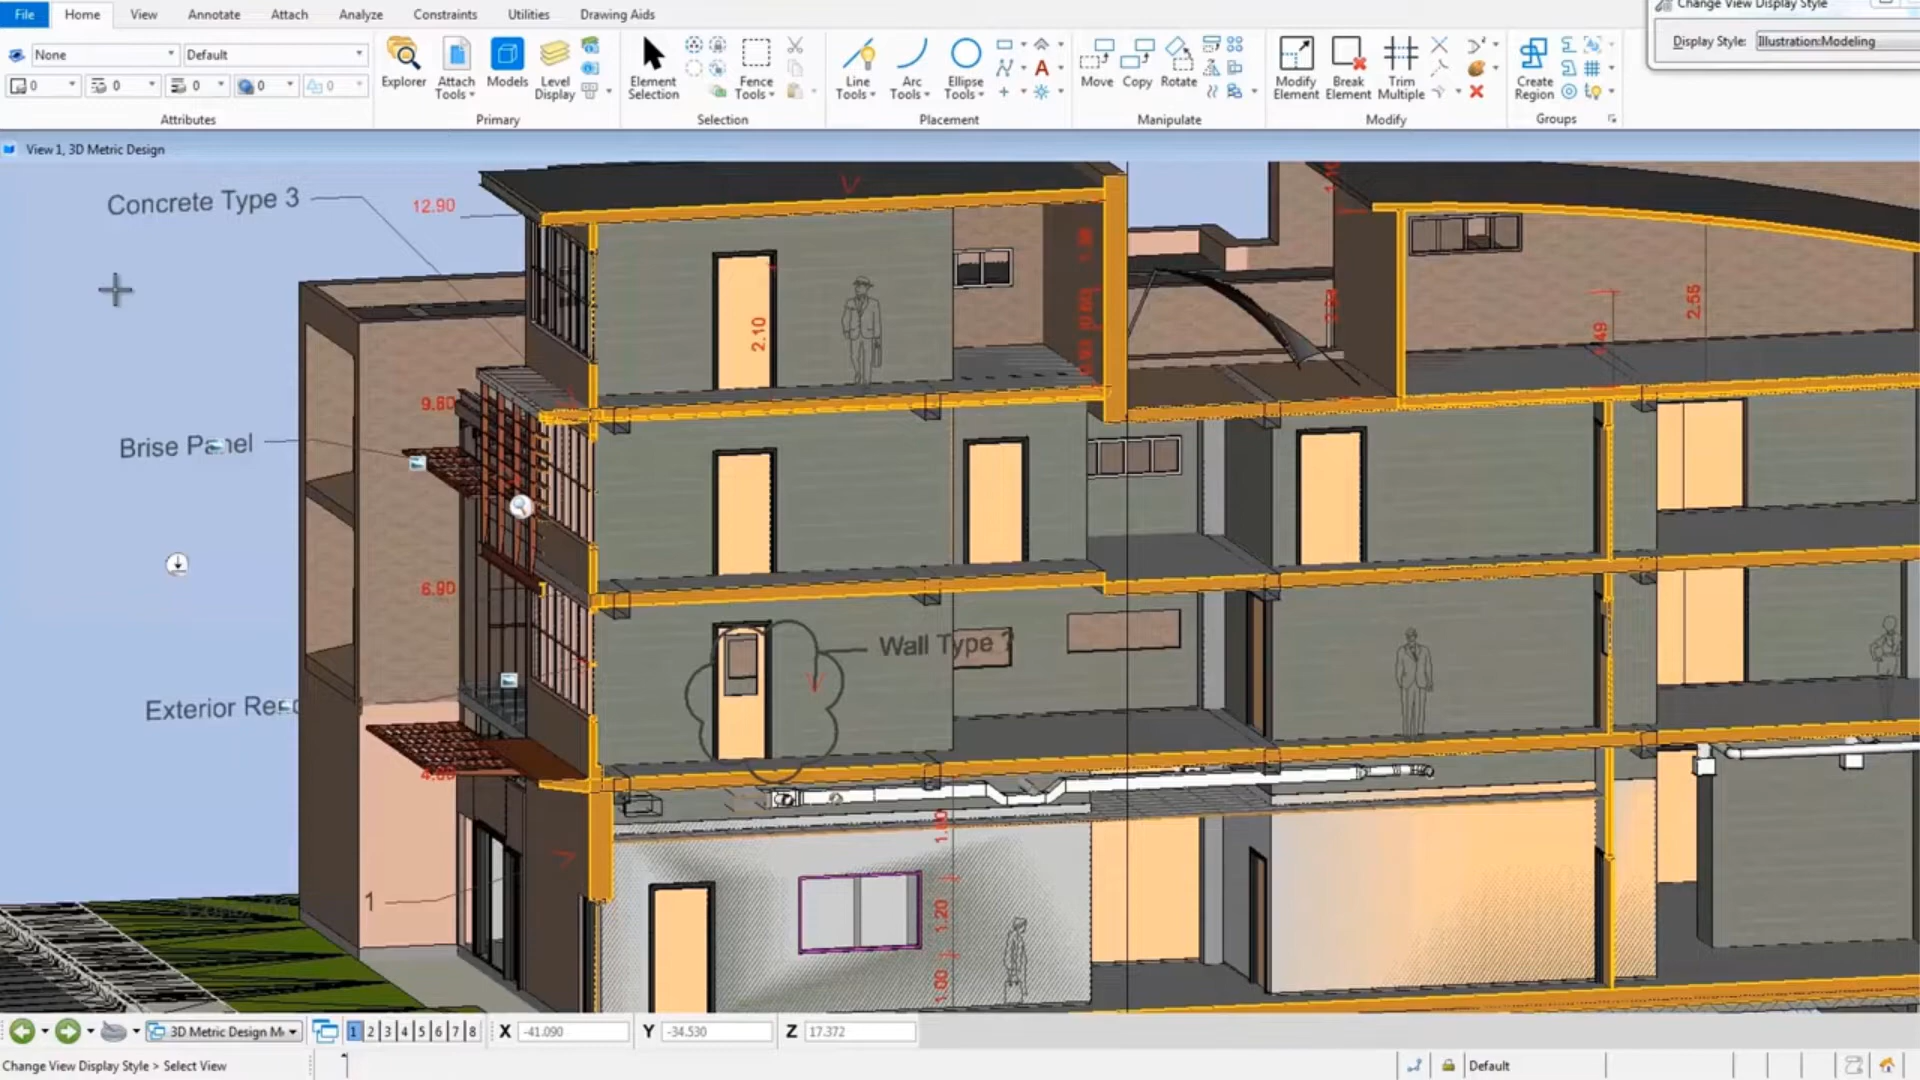 File Home View Annotate Attach Analyze Constraints Utilities Drawing Aids
Change View Display Style
Display Style: Illustration:Modeling
None Default
0 0 0 0 0
Explorer Attach Tools Models Level Display
Element Selection Fence Tools
Line Tools Arc Tools Ellipse Tools
Move Copy Rotate
Modify Element Break Element Trim Multiple
Create Region
Attributes Primary Selection Placement Manipulate Modify Groups
View 1, 3D Metric Design
Concrete Type 3
12.90
2.10
2.55
9.80
Brise Panel
6.90
Wall Type ?
Exterior
1.20
1.00
1
3D Metric Design M
1 2 3 4 5 6 7 8
X -41.090 Y -34.530 Z 17.372
Change View Display Style > Select View
Default